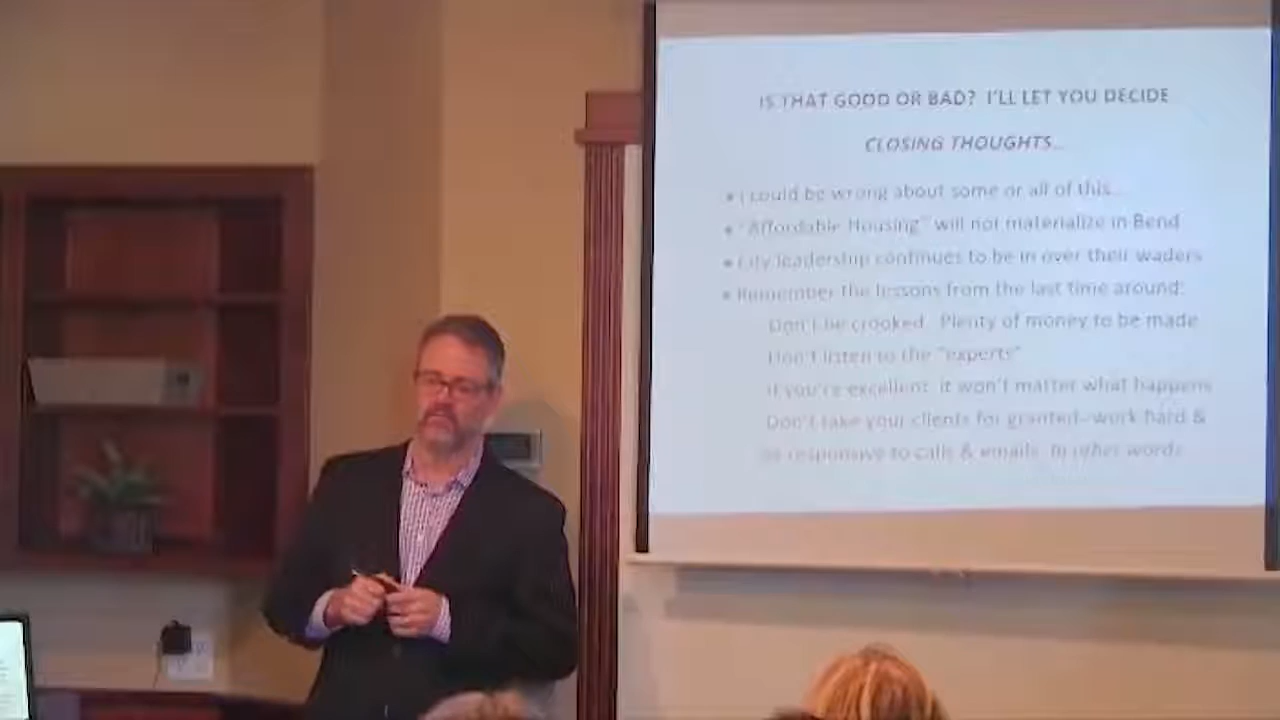 IS THAT GOOD OR BAD? I'LL LET YOU DECIDE
CLOSING THOUGHTS...
• I could be wrong about some or all of this...
• "Affordable Housing" will not materialize in Bend
• City leadership continues to be in over their waders
• Remember the lessons from the last time around:
Don't be crooked. Plenty of money to be made
Don't listen to the "experts"
If you're excellent, it won't matter what happens
Don't take your clients for granted--work hard &
be responsive to calls & emails. In other words